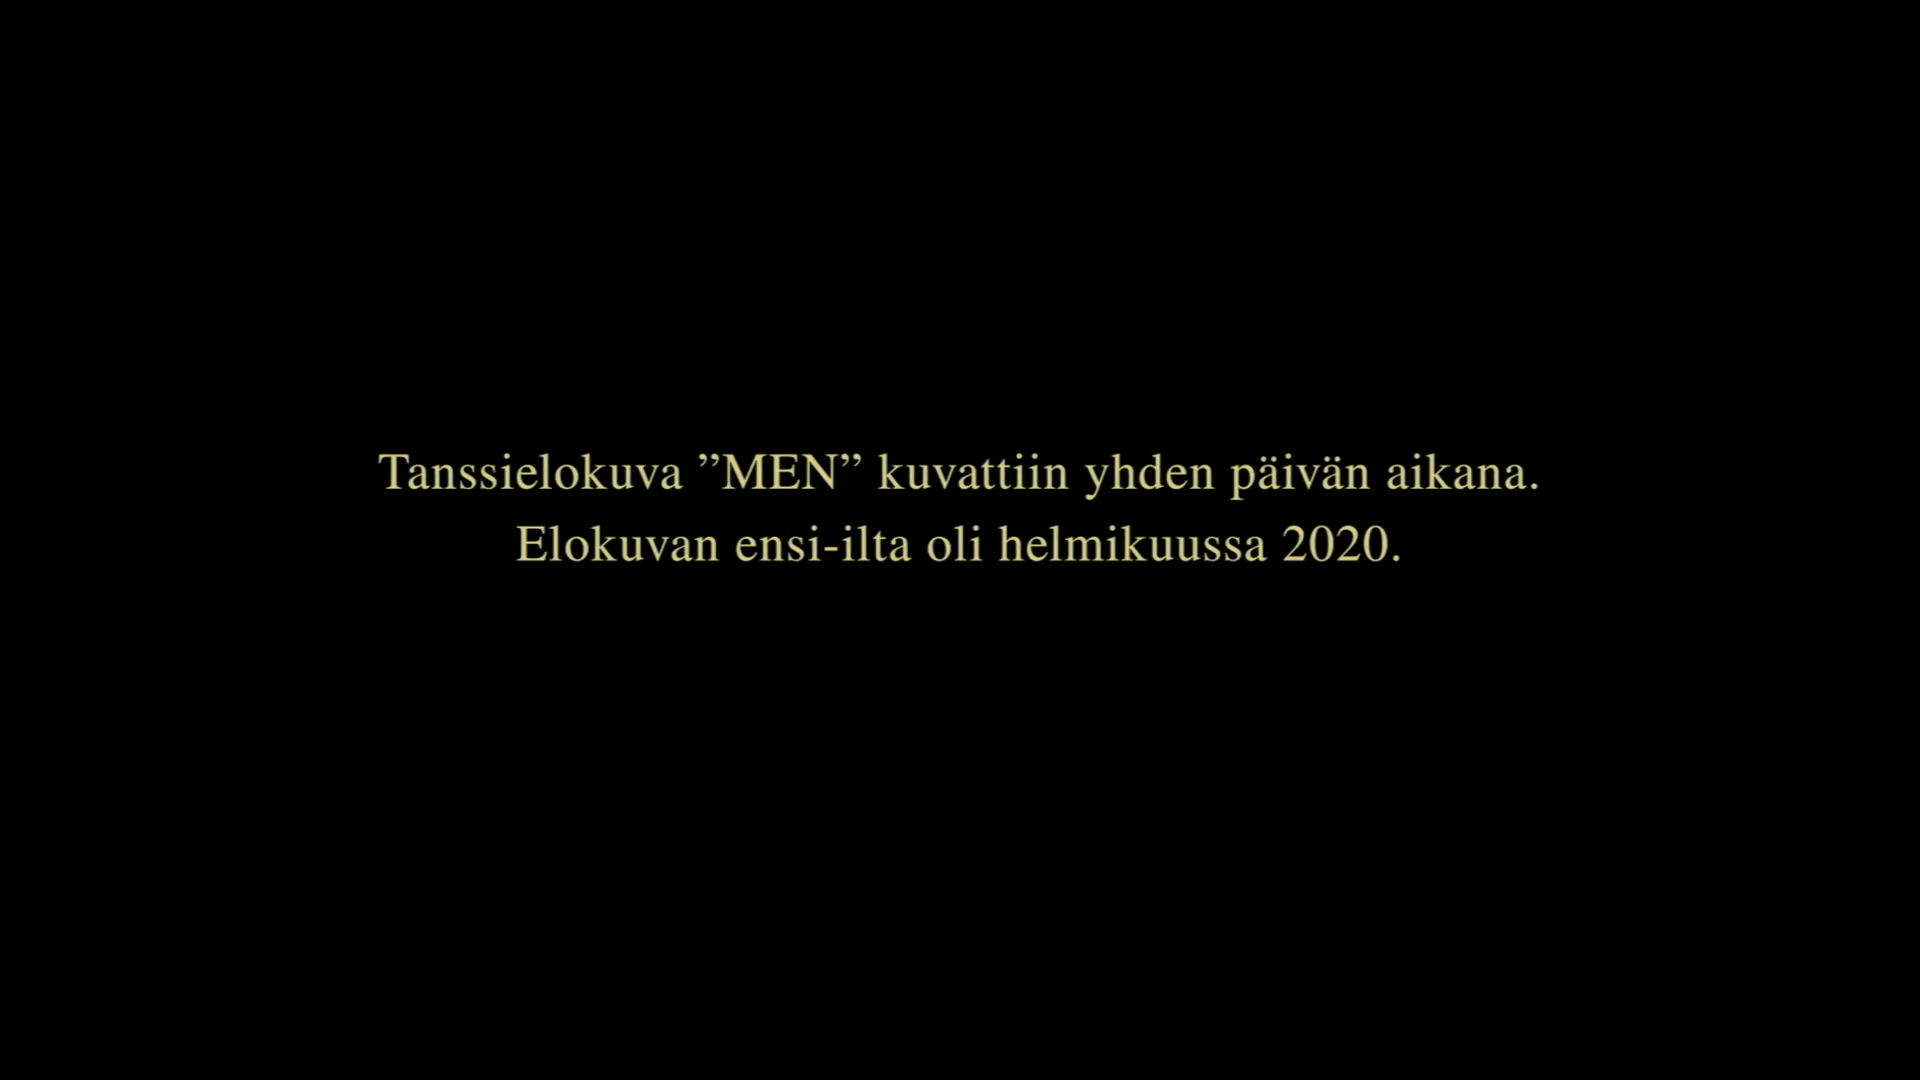 Tanssielokuva ”MEN” kuvattiin yhden päivän aikana.
Elokuvan ensi-ilta oli helmikuussa 2020.